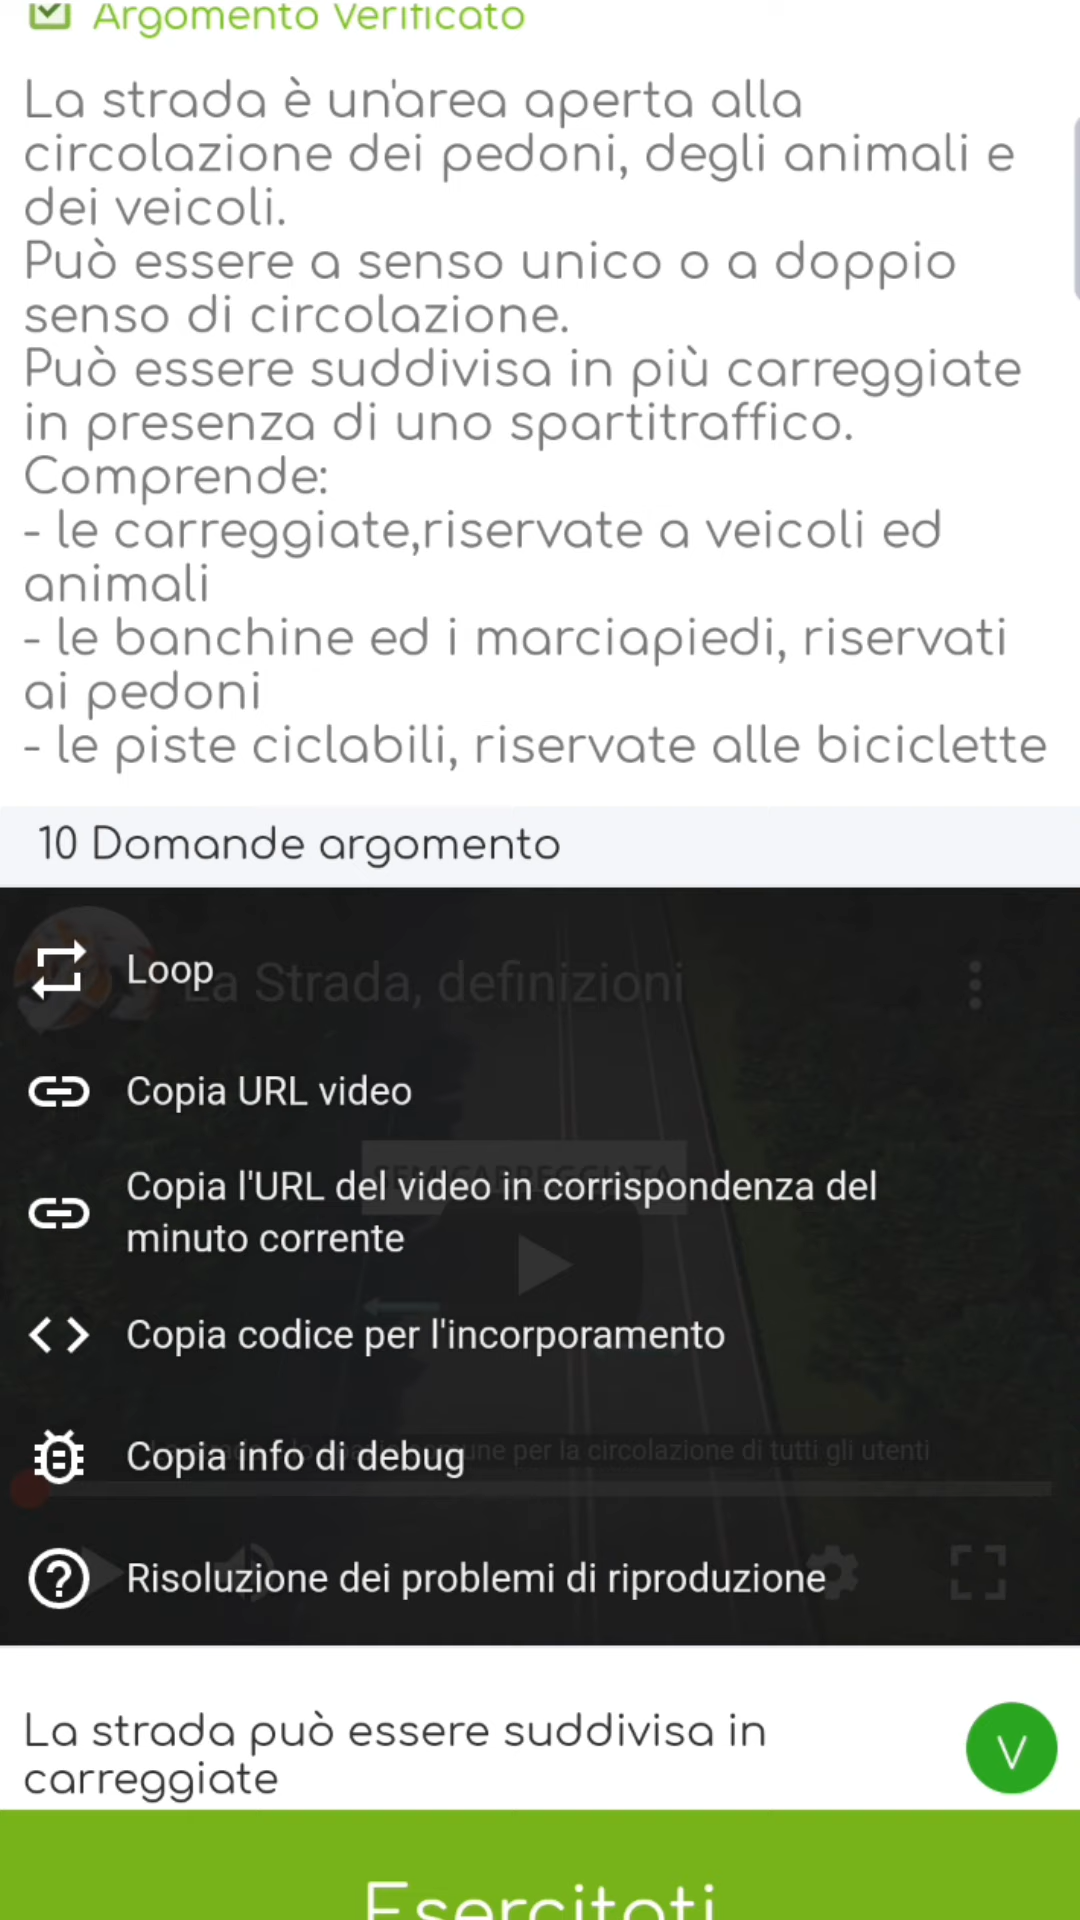 Argomento Verificato
La strada è un'area aperta alla
circolazione dei pedoni, degli animali e
dei veicoli.
Può essere a senso unico o a doppio
senso di circolazione.
Può essere suddivisa in più carreggiate
in presenza di uno spartitraffico.
Comprende:
- le carreggiate,riservate a veicoli ed
animali
- le banchine ed i marciapiedi, riservati
ai pedoni
- le piste ciclabili, riservate alle biciclette
10 Domande argomento
La Strada, definizioni
Loop
Copia URL video
SEMICARREGGIATA
Copia l'URL del video in corrispondenza del
minuto corrente
Copia codice per l'incorporamento
Copia info di debug
per la circolazione di tutti gli utenti
Risoluzione dei problemi di riproduzione
La strada può essere suddivisa in
carreggiate
V
Esercitati